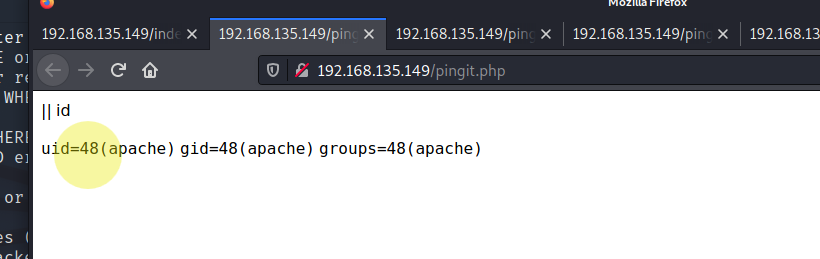 Mozilla Firefox
192.168.135.149/inde
192.168.135.149/ping
192.168.135.149/ping
192.168.135.149/ping
192.168.13
192.168.135.149/pingit.php
|| id
uid=48(apache) gid=48(apache) groups=48(apache)
ter
E or
r re
WHE
HERE
D er
or
es (